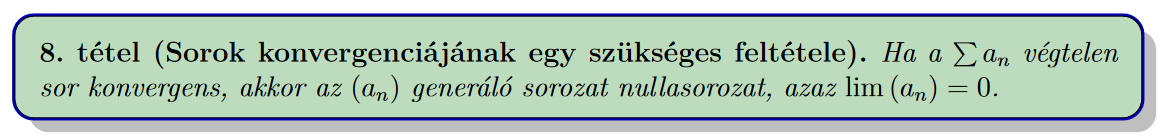 8. tétel (Sorok konvergenciájának egy szükséges feltétele). Ha a ∑ aₙ végtelen
sor konvergens, akkor az (aₙ) generáló sorozat nullasorozat, azaz lim (aₙ) = 0.